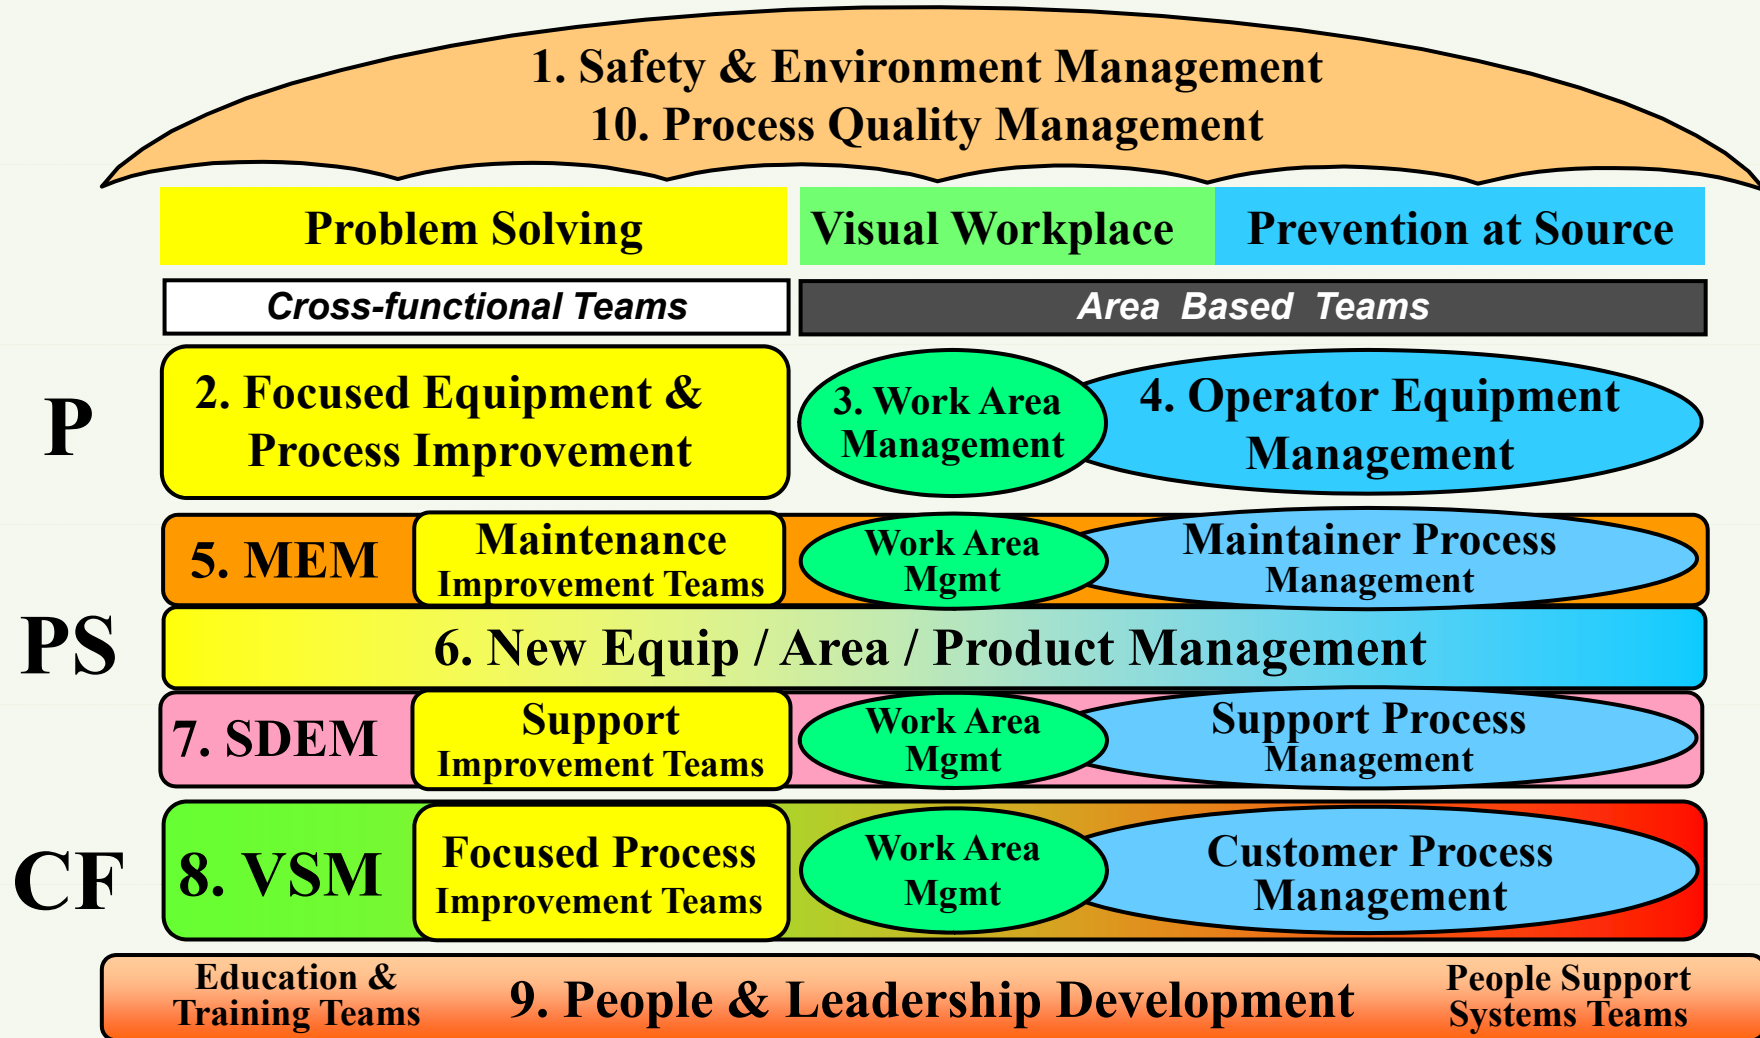 1. Safety & Environment Management
10. Process Quality Management
Problem Solving
Visual Workplace
Prevention at Source
Cross-functional Teams
Area Based Teams
P
2. Focused Equipment &
Process Improvement
3. Work Area
Management
4. Operator Equipment
Management
PS
5. MEM
Maintenance
Improvement Teams
Work Area
Mgmt
Maintainer Process
Management
6. New Equip / Area / Product Management
7. SDEM
Support
Improvement Teams
Work Area
Mgmt
Support Process
Management
CF
8. VSM
Focused Process
Improvement Teams
Work Area
Mgmt
Customer Process
Management
Education &
Training Teams
9. People & Leadership Development
People Support
Systems Teams